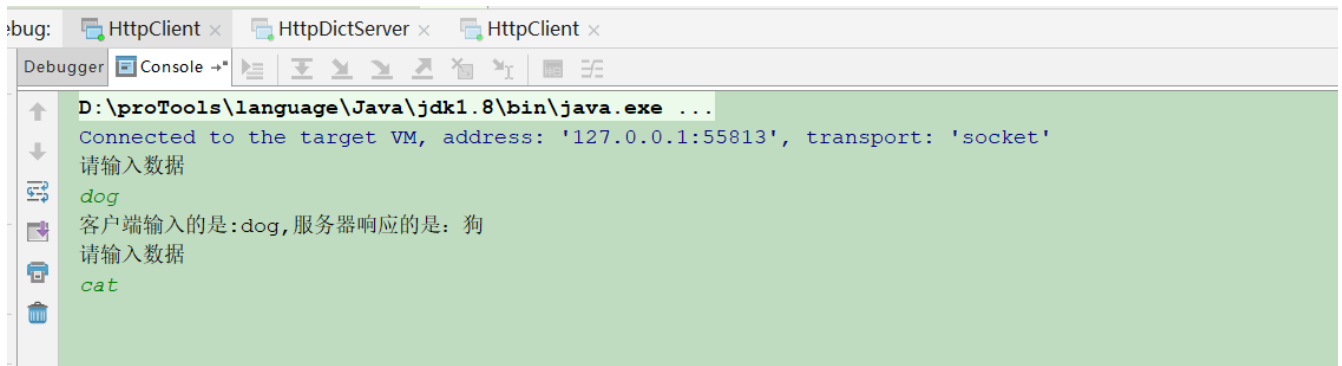 ebug: HttpClient × HttpDictServer × HttpClient ×
Debugger Console
D:\proTools\language\Java\jdk1.8\bin\java.exe ...
Connected to the target VM, address: '127.0.0.1:55813', transport: 'socket'
请输入数据
dog
客户端输入的是:dog,服务器响应的是：狗
请输入数据
cat